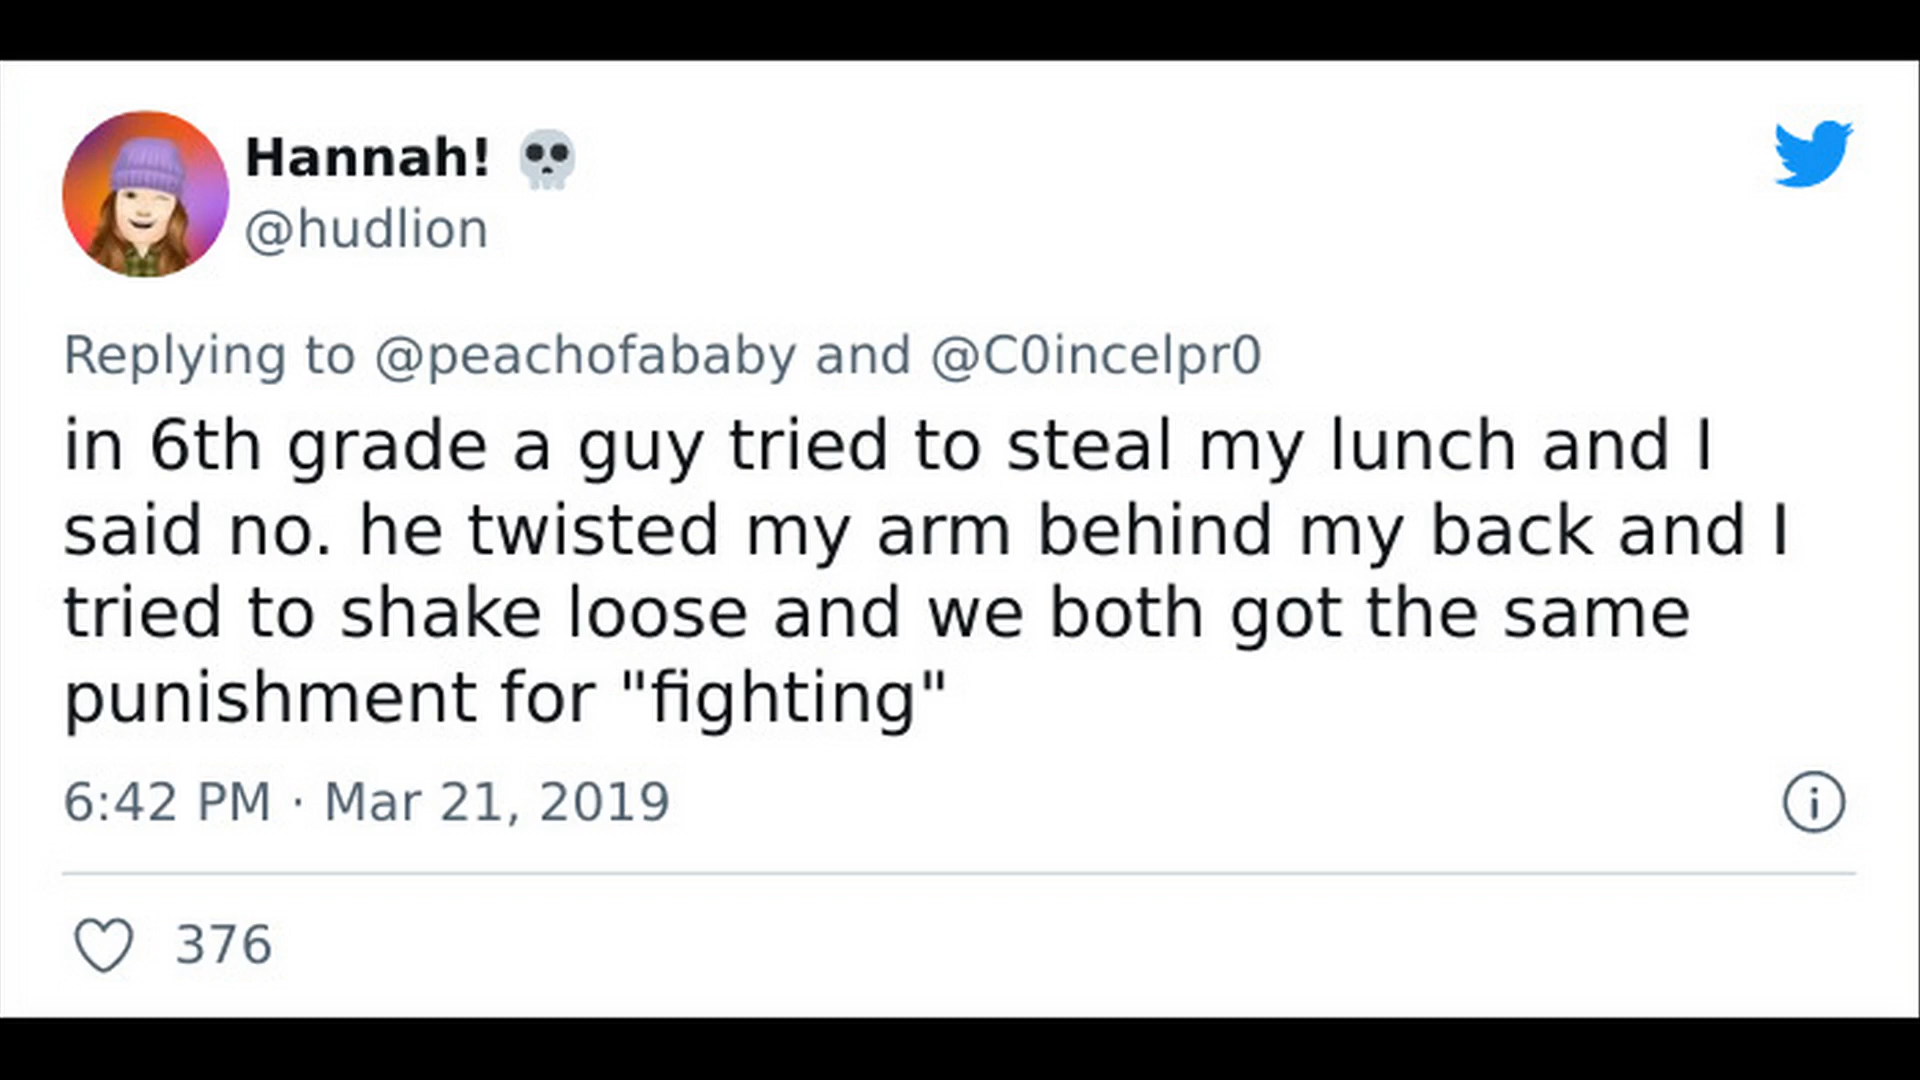 Hannah! 💀
@hudlion
Replying to @peachofababy and @C0incelpr0
in 6th grade a guy tried to steal my lunch and I
said no. he twisted my arm behind my back and I
tried to shake loose and we both got the same
punishment for "fighting"
6:42 PM · Mar 21, 2019
376